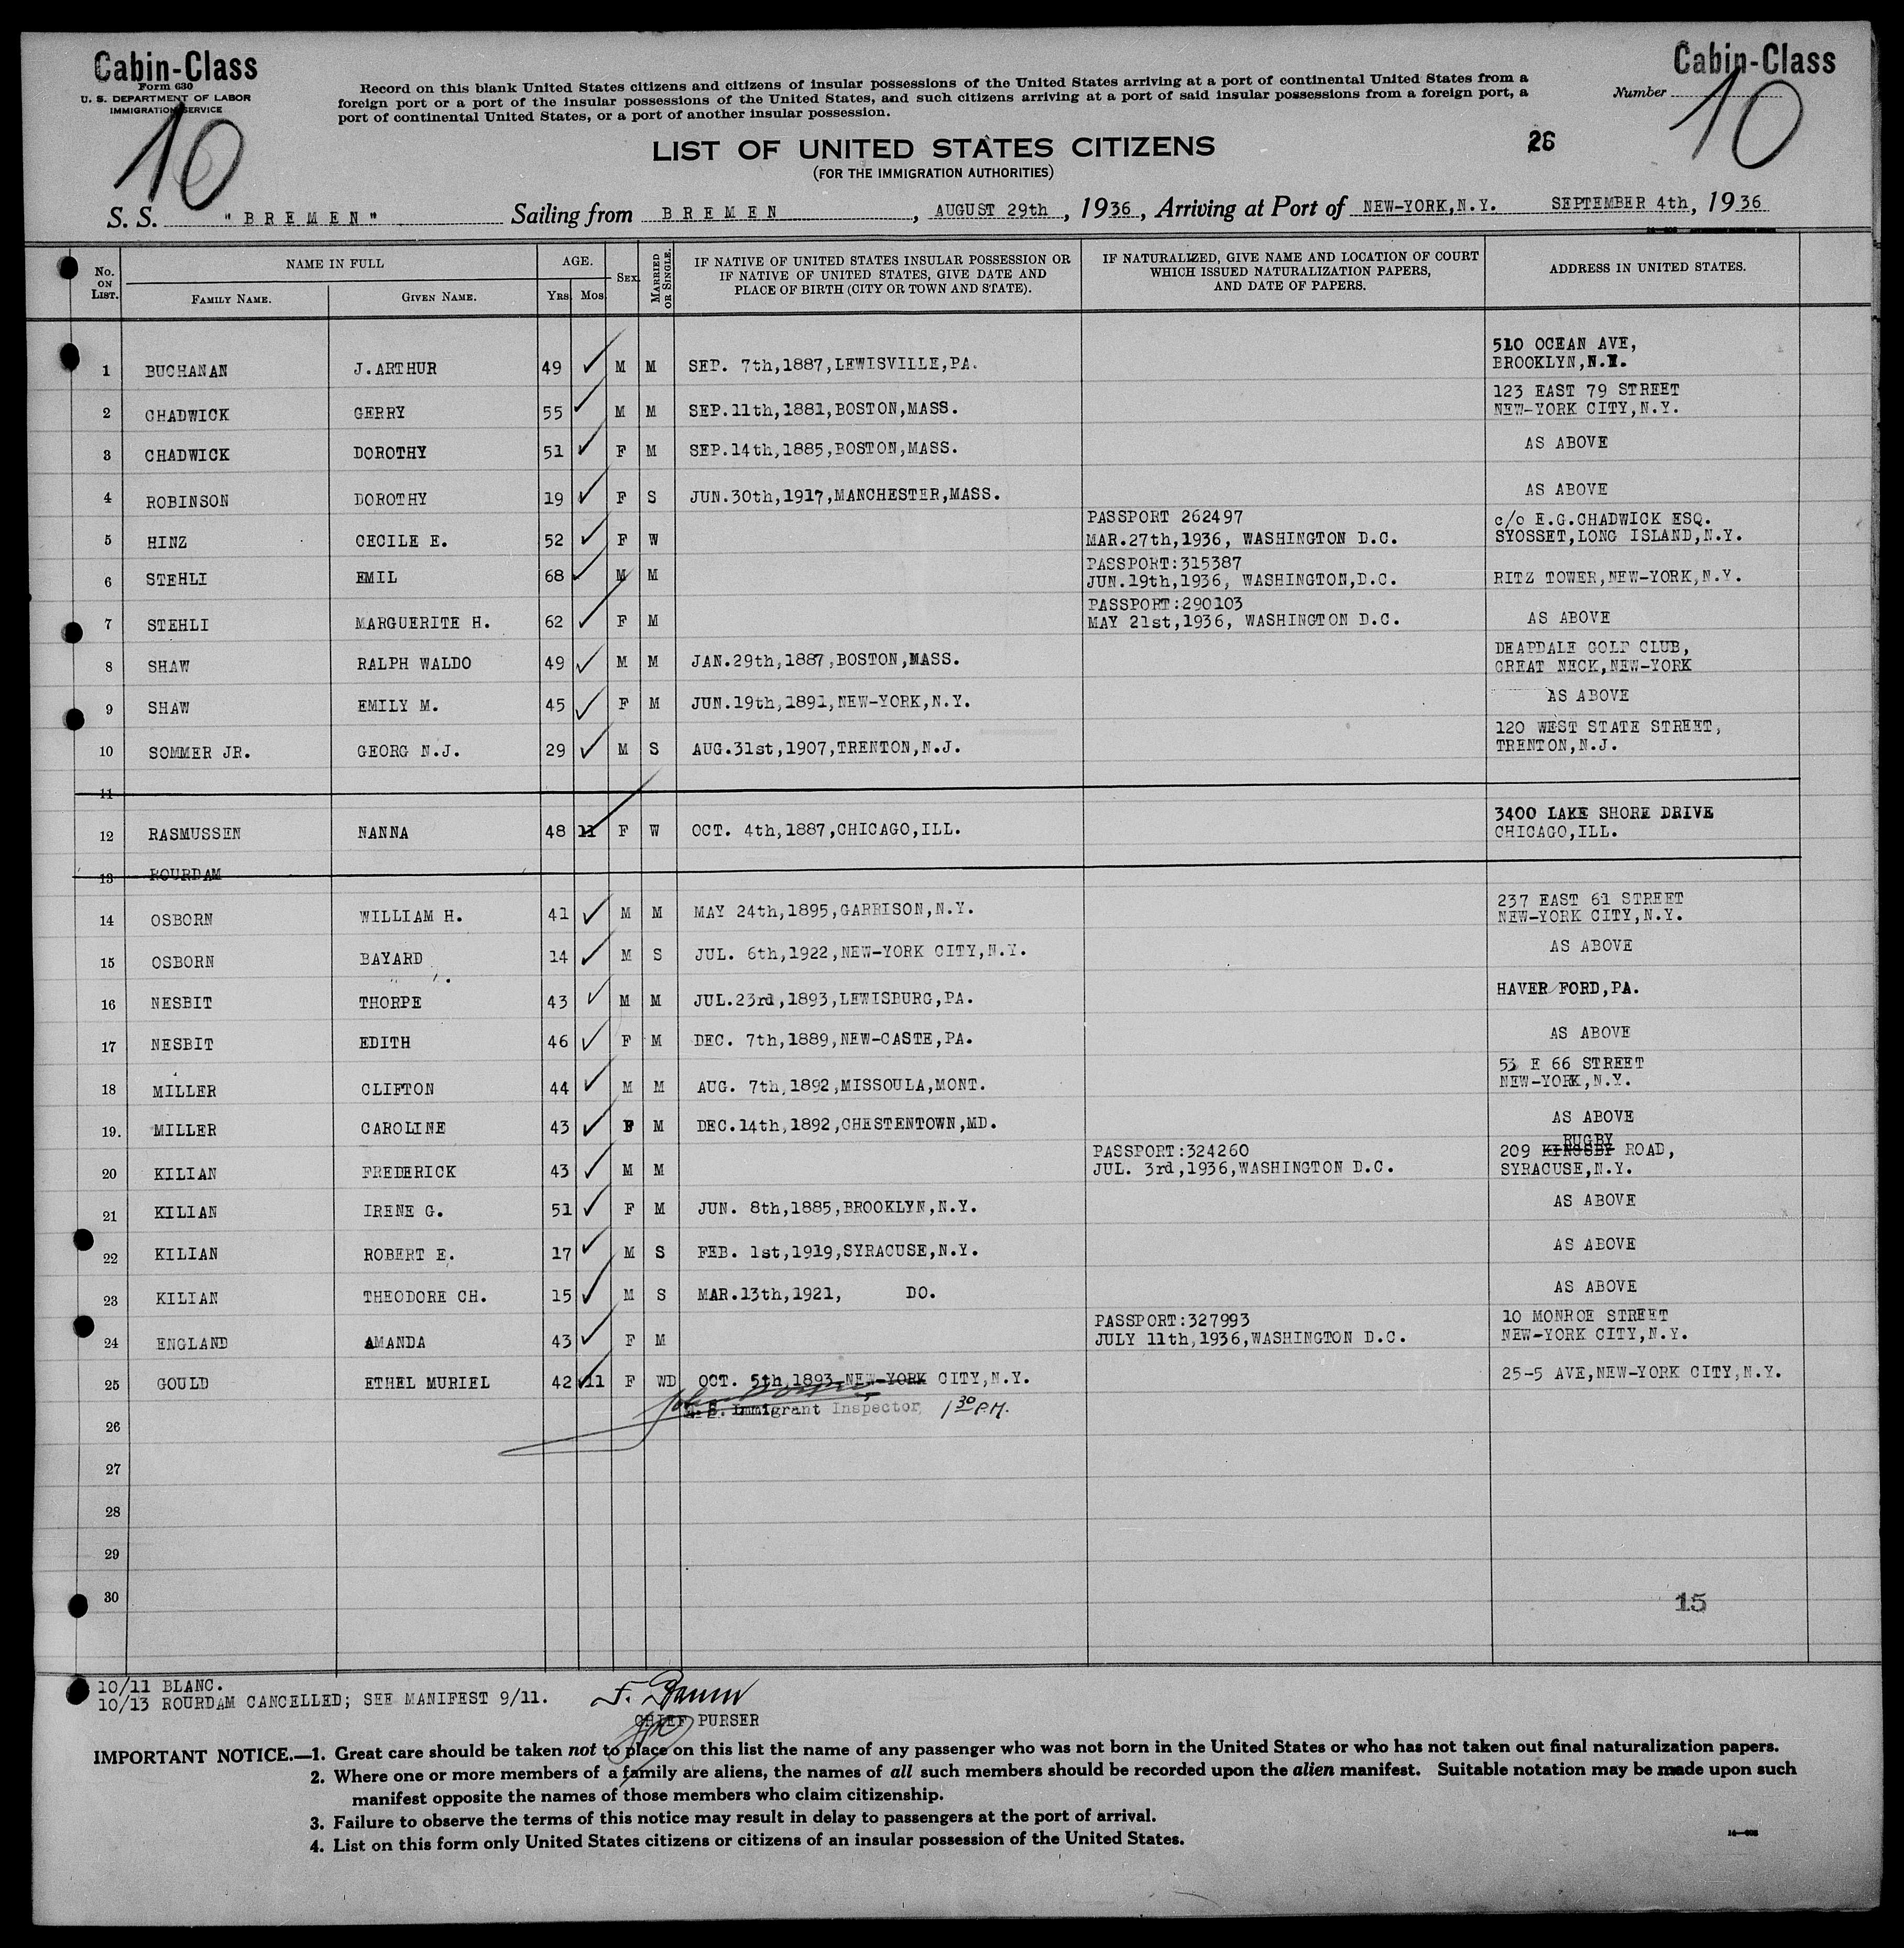 Cabin-Class
Form 630
U. S. DEPARTMENT OF LABOR
IMMIGRATION SERVICE
10
Record on this blank United States citizens and citizens of insular possessions of the United States arriving at a port of continental United States from a
foreign port or a port of the insular possessions of the United States, and such citizens arriving at a port of said insular possessions from a foreign port, a
port of continental United States, or a port of another insular possession.
Cabin-Class
Number
10
LIST OF UNITED STATES CITIZENS
(FOR THE IMMIGRATION AUTHORITIES)
26
S. S. "BREMEN" Sailing from BREMEN, AUGUST 29th, 1936, Arriving at Port of NEW-YORK,N.Y. SEPTEMBER 4th, 1936
No. ON LIST. NAME IN FULL FAMILY NAME. GIVEN NAME. AGE. Yrs. Mos. SEX MARRIED OR SINGLE.
IF NATIVE OF UNITED STATES INSULAR POSSESSION OR
IF NATIVE OF UNITED STATES, GIVE DATE AND
PLACE OF BIRTH (CITY OR TOWN AND STATE).
IF NATURALIZED, GIVE NAME AND LOCATION OF COURT
WHICH ISSUED NATURALIZATION PAPERS,
AND DATE OF PAPERS.
ADDRESS IN UNITED STATES.
510 OCEAN AVE,
1 BUCHANAN J.ARTHUR 49 M M SEP. 7th,1887,LEWISVILLE,PA. BROOKLYN,N.Y.
123 EAST 79 STREET
2 CHADWICK GERRY 55 M M SEP.11th,1881,BOSTON,MASS. NEW-YORK CITY,N.Y.
3 CHADWICK DOROTHY 51 F M SEP.14th,1885,BOSTON,MASS. AS ABOVE
4 ROBINSON DOROTHY 19 F S JUN.30th,1917,MANCHESTER,MASS. AS ABOVE
PASSPORT 262497 c/o E.G.CHADWICK ESQ.
5 HINZ CECILE E. 52 F W MAR.27th,1936, WASHINGTON D.C. SYOSSET,LONG ISLAND,N.Y.
PASSPORT:315387
6 STEHLI EMIL 68 M M JUN.19th,1936, WASHINGTON,D.C. RITZ TOWER,NEW-YORK,N.Y.
PASSPORT:290103
7 STEHLI MARGUERITE H. 62 F M MAY 21st,1936, WASHINGTON D.C. AS ABOVE
DEAPDALE GOLF CLUB,
8 SHAW RALPH WALDO 49 M M JAN.29th,1887,BOSTON,MASS. GREAT NECK,NEW-YORK
9 SHAW EMILY M. 45 F M JUN.19th,1891,NEW-YORK,N.Y. AS ABOVE
120 WEST STATE STREET,
10 SOMMER JR. GEORG N.J. 29 M S AUG.31st,1907,TRENTON,N.J. TRENTON,N.J.
11
3400 LAKE SHORE DRIVE
12 RASMUSSEN NANNA 48 11 F W OCT. 4th,1887,CHICAGO,ILL. CHICAGO,ILL.
13 ROURDAM
237 EAST 61 STREET
14 OSBORN WILLIAM H. 41 M M MAY 24th,1895,GARRISON,N.Y. NEW-YORK CITY,N.Y.
15 OSBORN BAYARD 14 M S JUL. 6th,1922,NEW-YORK CITY,N.Y. AS ABOVE
16 NESBIT THORPE 43 M M JUL.23rd,1893,LEWISBURG,PA. HAVER FORD,PA.
17 NESBIT EDITH 46 F M DEC. 7th,1889,NEW-CASTE,PA. AS ABOVE
53 E 66 STREET
18 MILLER CLIFTON 44 M M AUG. 7th,1892,MISSOULA,MONT. NEW-YORK,N.Y.
19. MILLER CAROLINE 43 F M DEC.14th,1892,CHESTENTOWN,MD. AS ABOVE
RUGBY
PASSPORT:324260 209 KINGSBY ROAD,
20 KILIAN FREDERICK 43 M M JUL. 3rd,1936,WASHINGTON D.C. SYRACUSE,N.Y.
21 KILIAN IRENE G. 51 F M JUN. 8th,1885,BROOKLYN,N.Y. AS ABOVE
22 KILIAN ROBERT E. 17 M S FEB. 1st,1919,SYRACUSE,N.Y. AS ABOVE
23 KILIAN THEODORE CH. 15 M S MAR.13th,1921, DO. AS ABOVE
PASSPORT:327993 10 MONROE STREET
24 ENGLAND AMANDA 43 F M JULY 11th,1936,WASHINGTON D.C. NEW-YORK CITY,N.Y.
25 GOULD ETHEL MURIEL 42 11 F WD OCT. 5th,1893,NEW-YORK CITY,N.Y. 25-5 AVE,NEW-YORK CITY,N.Y.
U. S. Immigrant Inspector 1 30 P.M.
26
27
28
29
30
15
10/11 BLANC.
10/13 ROURDAM CANCELLED; SEE MANIFEST 9/11.
CHIEF PURSER
IMPORTANT NOTICE.—1. Great care should be taken not to place on this list the name of any passenger who was not born in the United States or who has not taken out final naturalization papers.
2. Where one or more members of a family are aliens, the names of all such members should be recorded upon the alien manifest. Suitable notation may be made upon such
manifest opposite the names of those members who claim citizenship.
3. Failure to observe the terms of this notice may result in delay to passengers at the port of arrival.
4. List on this form only United States citizens or citizens of an insular possession of the United States.